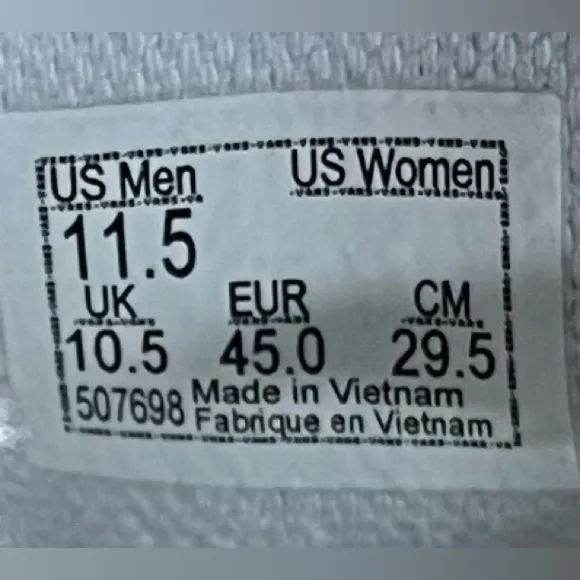 US Men US Women
11.5
UK EUR CM
10.5 45.0 29.5
507698 Made in Vietnam
Fabrique en Vietnam